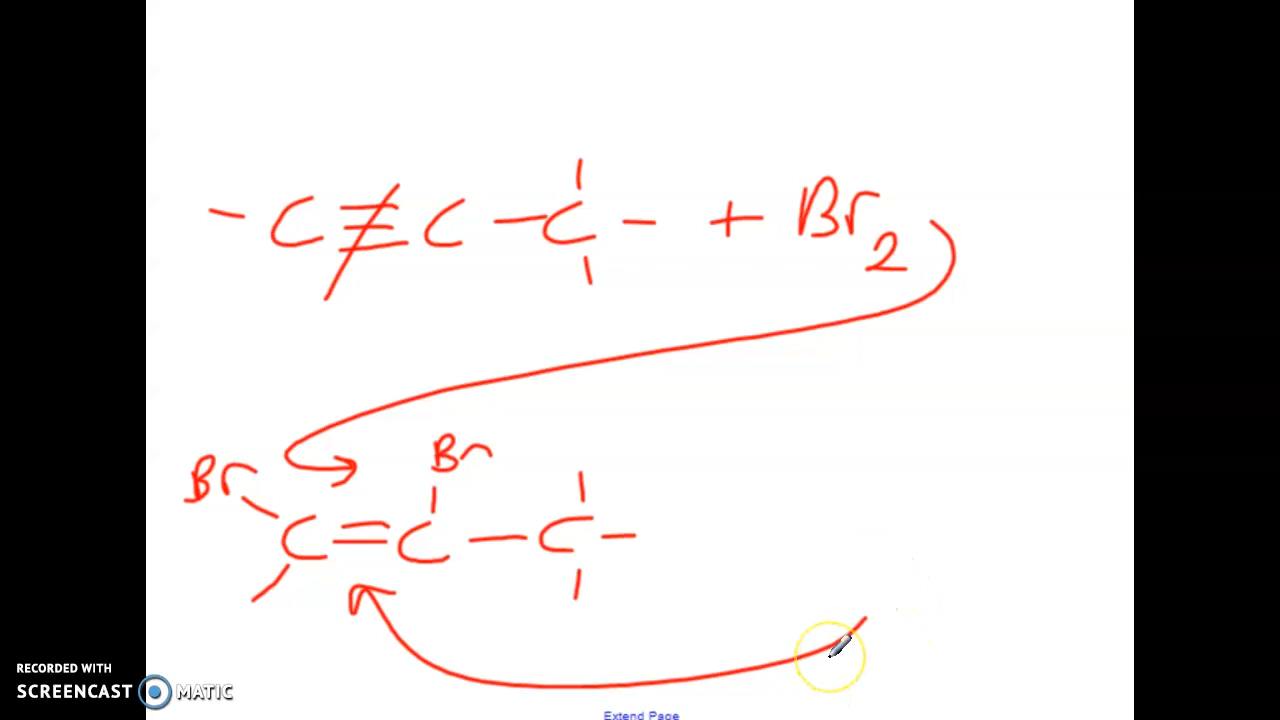 - C ≡ C - C - + Br2
Br Br
C = C - C -
RECORDED WITH
SCREENCAST MATIC
Extend Page